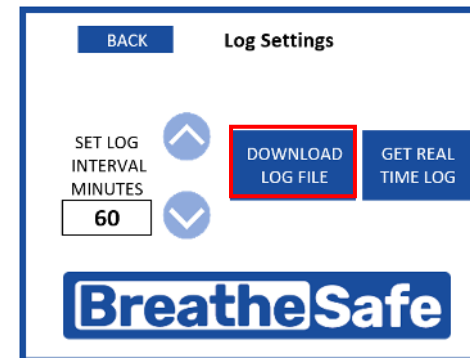 BACK
Log Settings
SET LOG
INTERVAL
MINUTES
60
DOWNLOAD
LOG FILE
GET REAL
TIME LOG
BreatheSafe